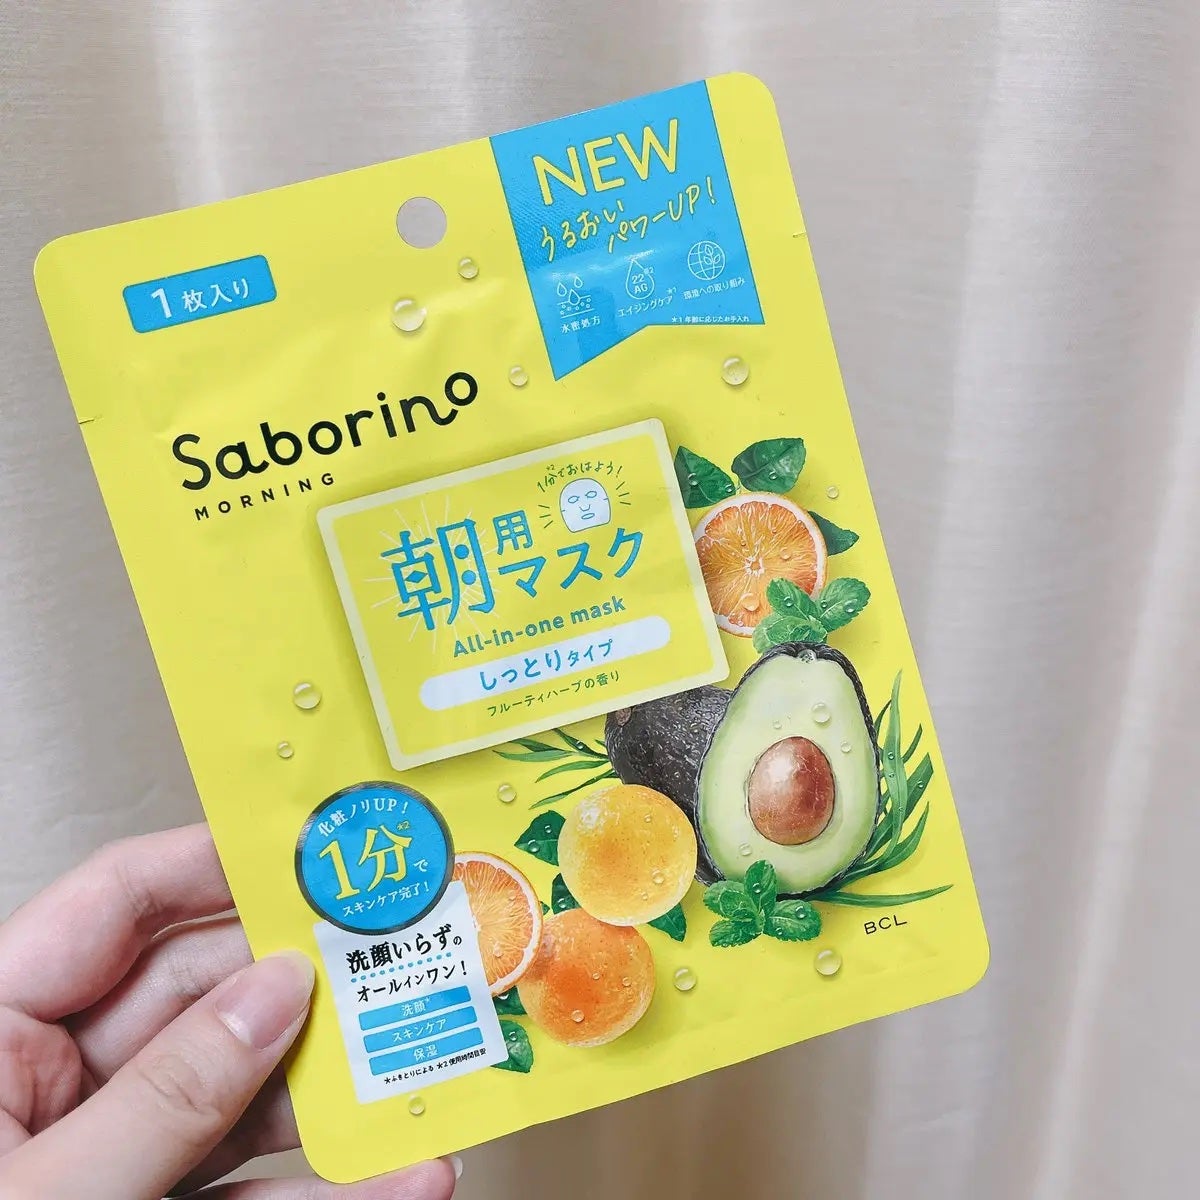 NEW
うるおい
パワーUP!
水密処方
22※2
AG
エイジングケア※1
環境への取り組み
※1 年齢に応じたお手入れ
1枚入り
Saborino
MORNING
1分※2でおはよう!
朝用マスク
All-in-one mask
しっとりタイプ
フルーティハーブの香り
化粧ノリUP!
1分※2で
スキンケア完了!
洗顔いらずの
オールインワン!
洗顔*
スキンケア
保湿
※ふきとりによる ※2 使用時間目安
BCL